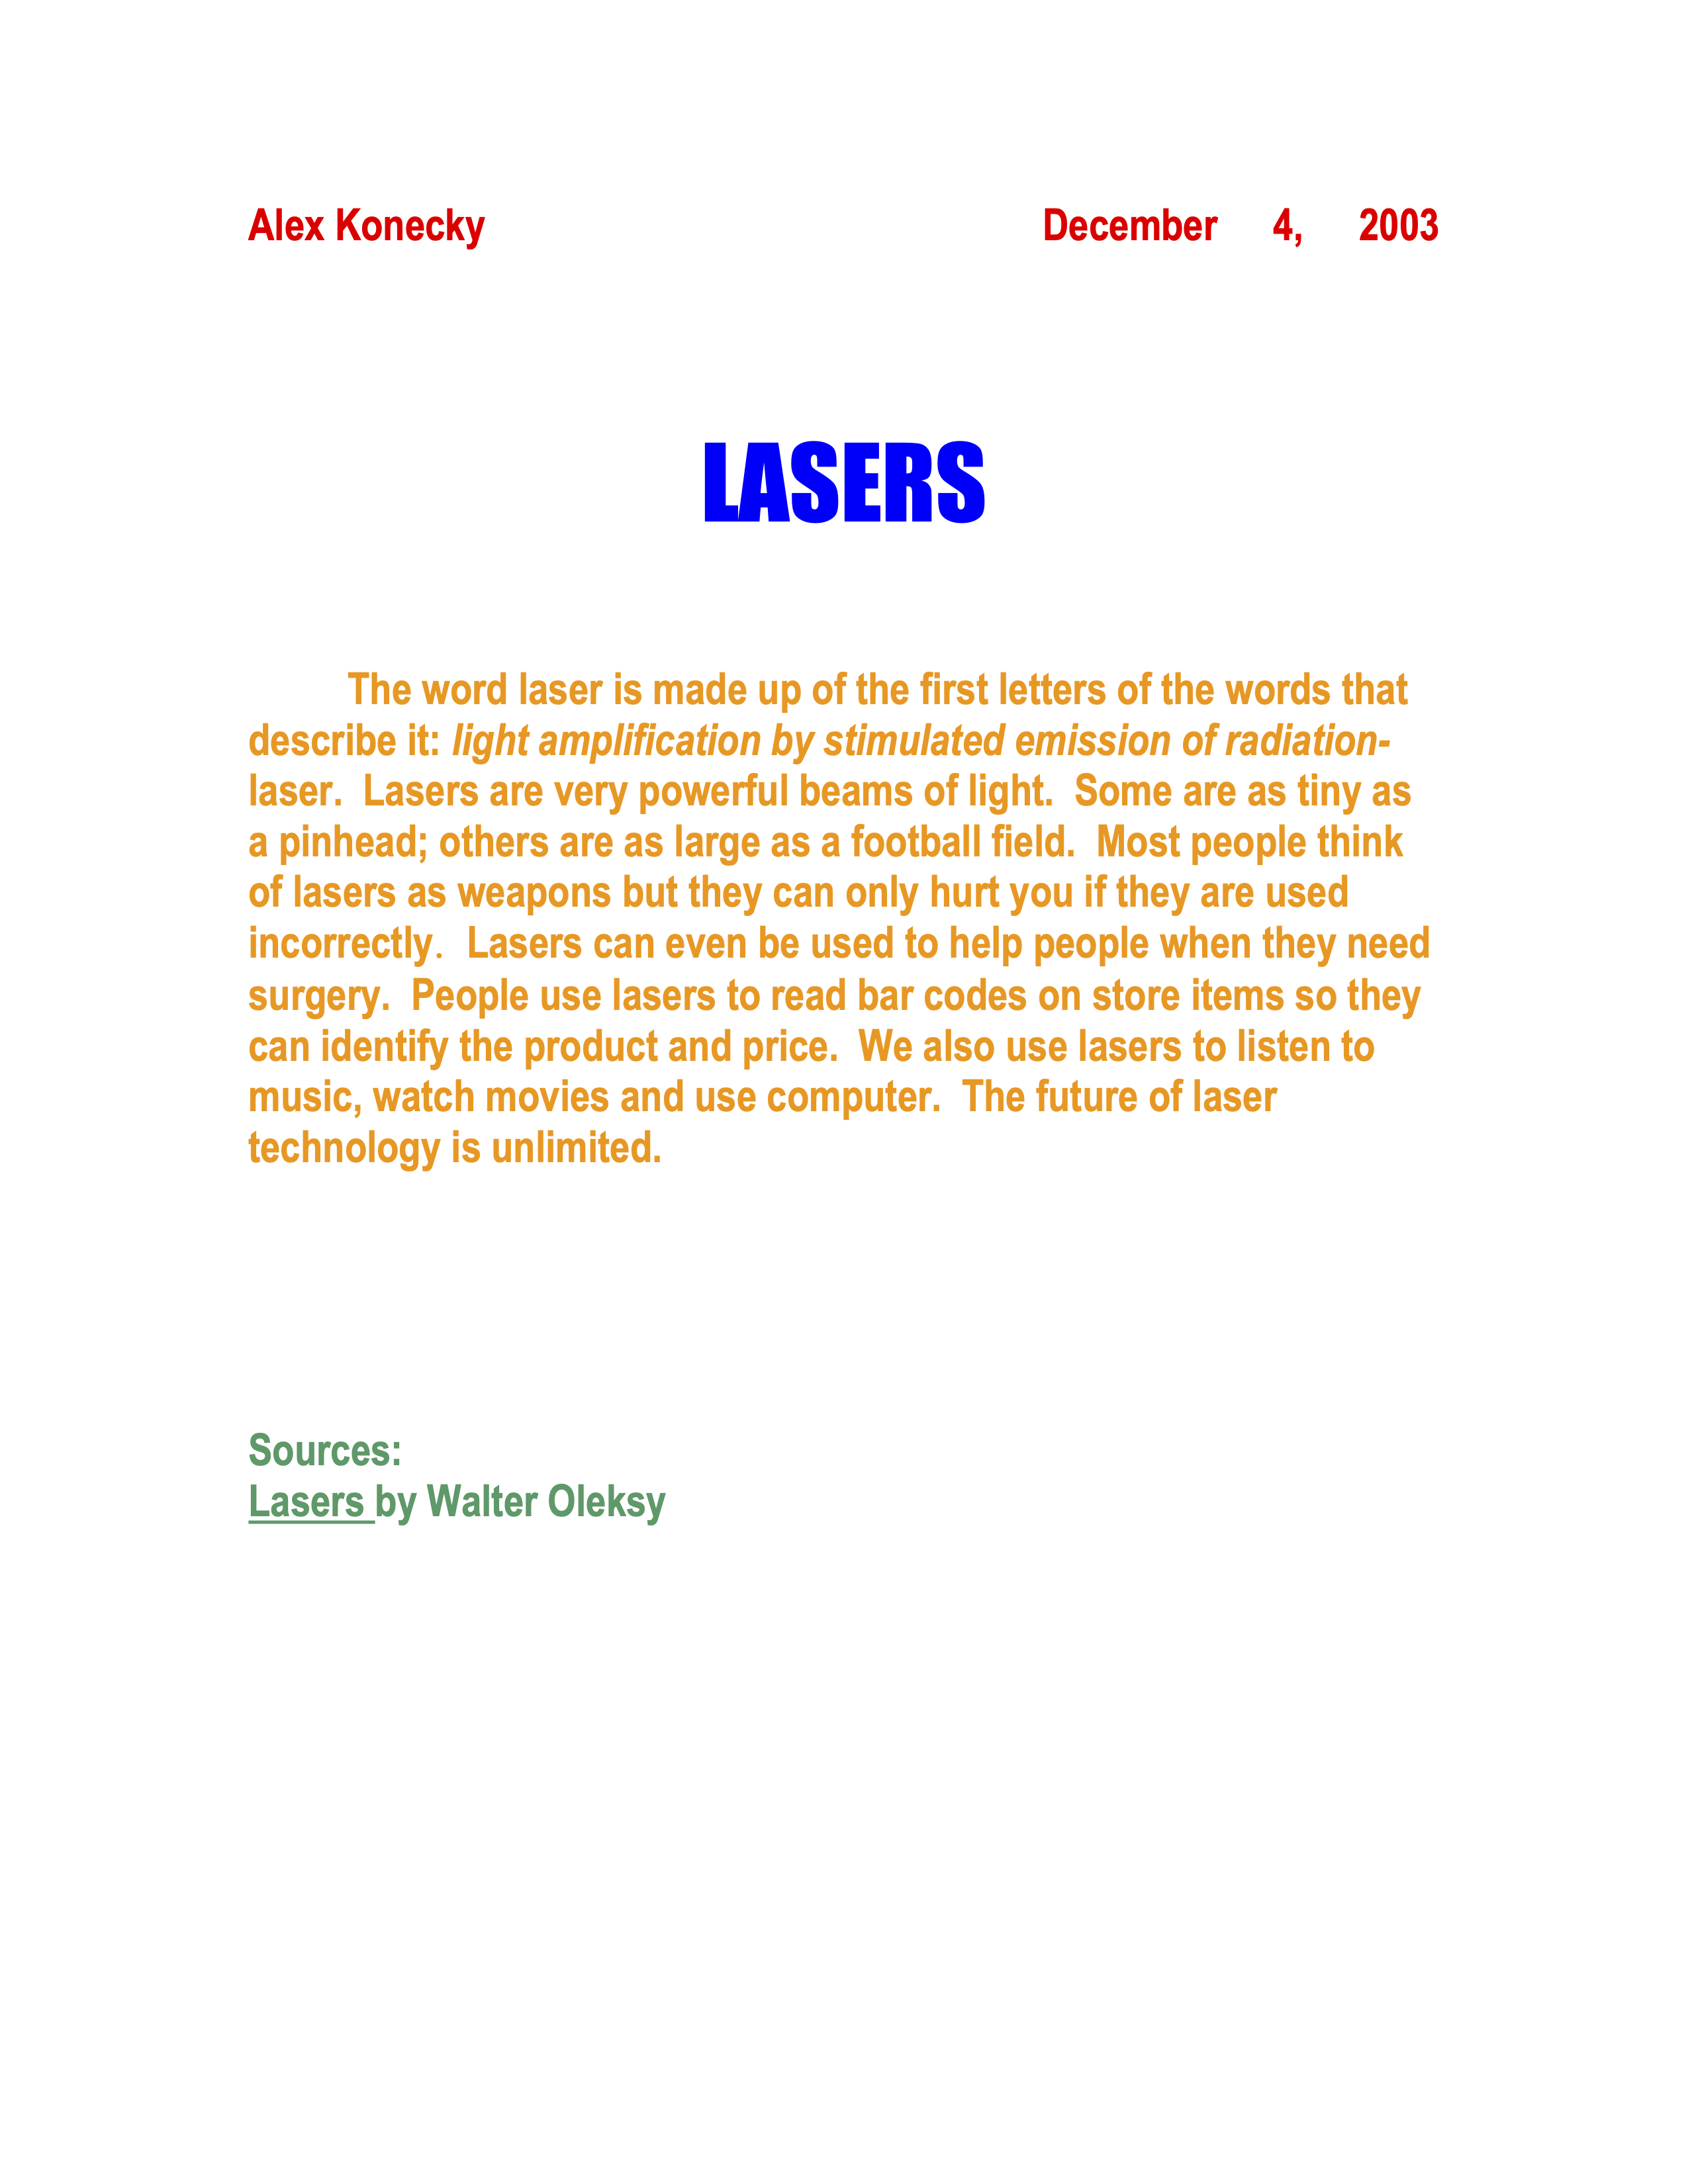 Alex Konecky December 4, 2003
LASERS
The word laser is made up of the first letters of the words that
describe it: light amplification by stimulated emission of radiation-
laser. Lasers are very powerful beams of light. Some are as tiny as
a pinhead; others are as large as a football field. Most people think
of lasers as weapons but they can only hurt you if they are used
incorrectly. Lasers can even be used to help people when they need
surgery. People use lasers to read bar codes on store items so they
can identify the product and price. We also use lasers to listen to
music, watch movies and use computer. The future of laser
technology is unlimited.
Sources:
Lasers by Walter Oleksy